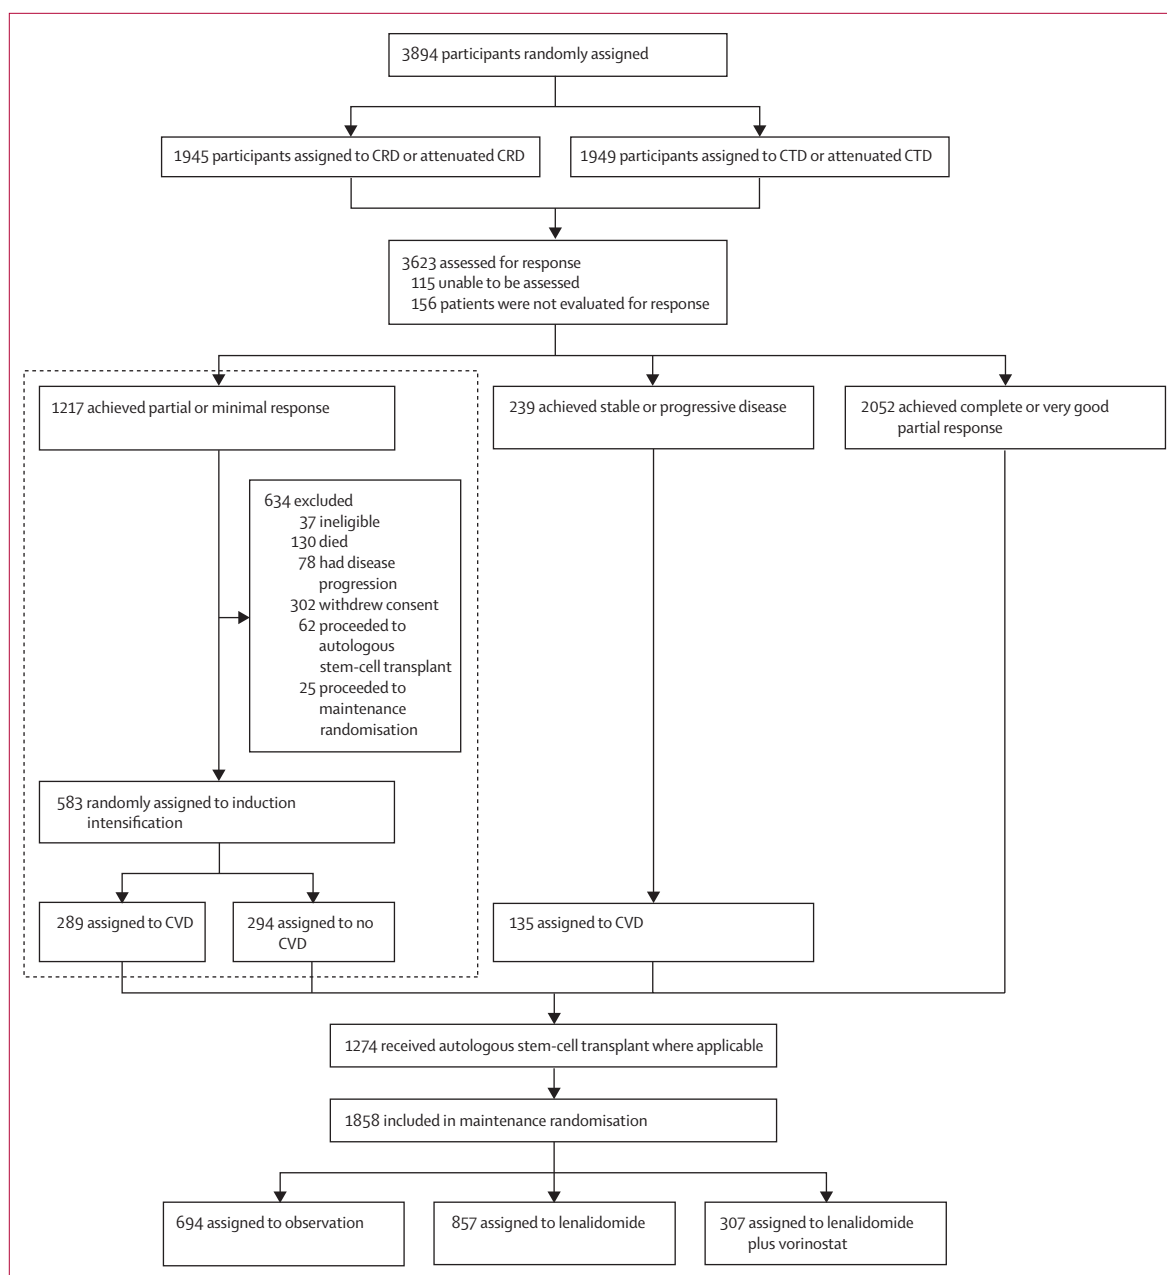 3894 participants randomly assigned
1945 participants assigned to CRD or attenuated CRD
1949 participants assigned to CTD or attenuated CTD
3623 assessed for response
115 unable to be assessed
156 patients were not evaluated for response
1217 achieved partial or minimal response
239 achieved stable or progressive disease
2052 achieved complete or very good
partial response
634 excluded
37 ineligible
130 died
78 had disease
progression
302 withdrew consent
62 proceeded to
autologous
stem-cell transplant
25 proceeded to
maintenance
randomisation
583 randomly assigned to induction
intensification
289 assigned to CVD
294 assigned to no
CVD
135 assigned to CVD
1274 received autologous stem-cell transplant where applicable
1858 included in maintenance randomisation
694 assigned to observation
857 assigned to lenalidomide
307 assigned to lenalidomide
plus vorinostat